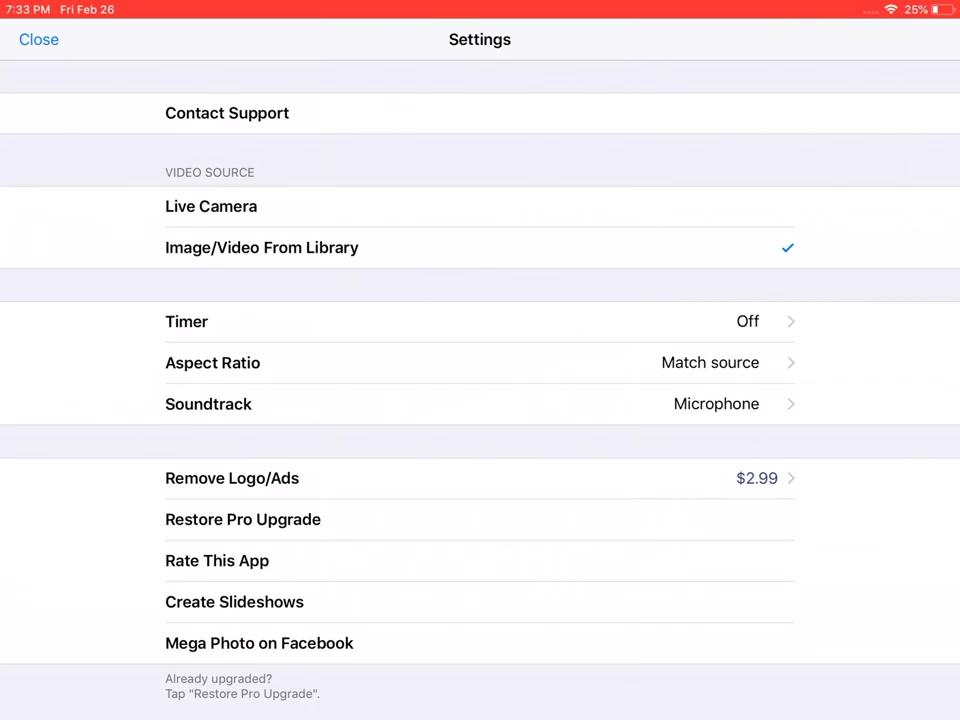 7:33 PM Fri Feb 26 25%
Close Settings
Contact Support
VIDEO SOURCE
Live Camera
Image/Video From Library
Timer Off
Aspect Ratio Match source
Soundtrack Microphone
Remove Logo/Ads $2.99
Restore Pro Upgrade
Rate This App
Create Slideshows
Mega Photo on Facebook
Already upgraded?
Tap "Restore Pro Upgrade".